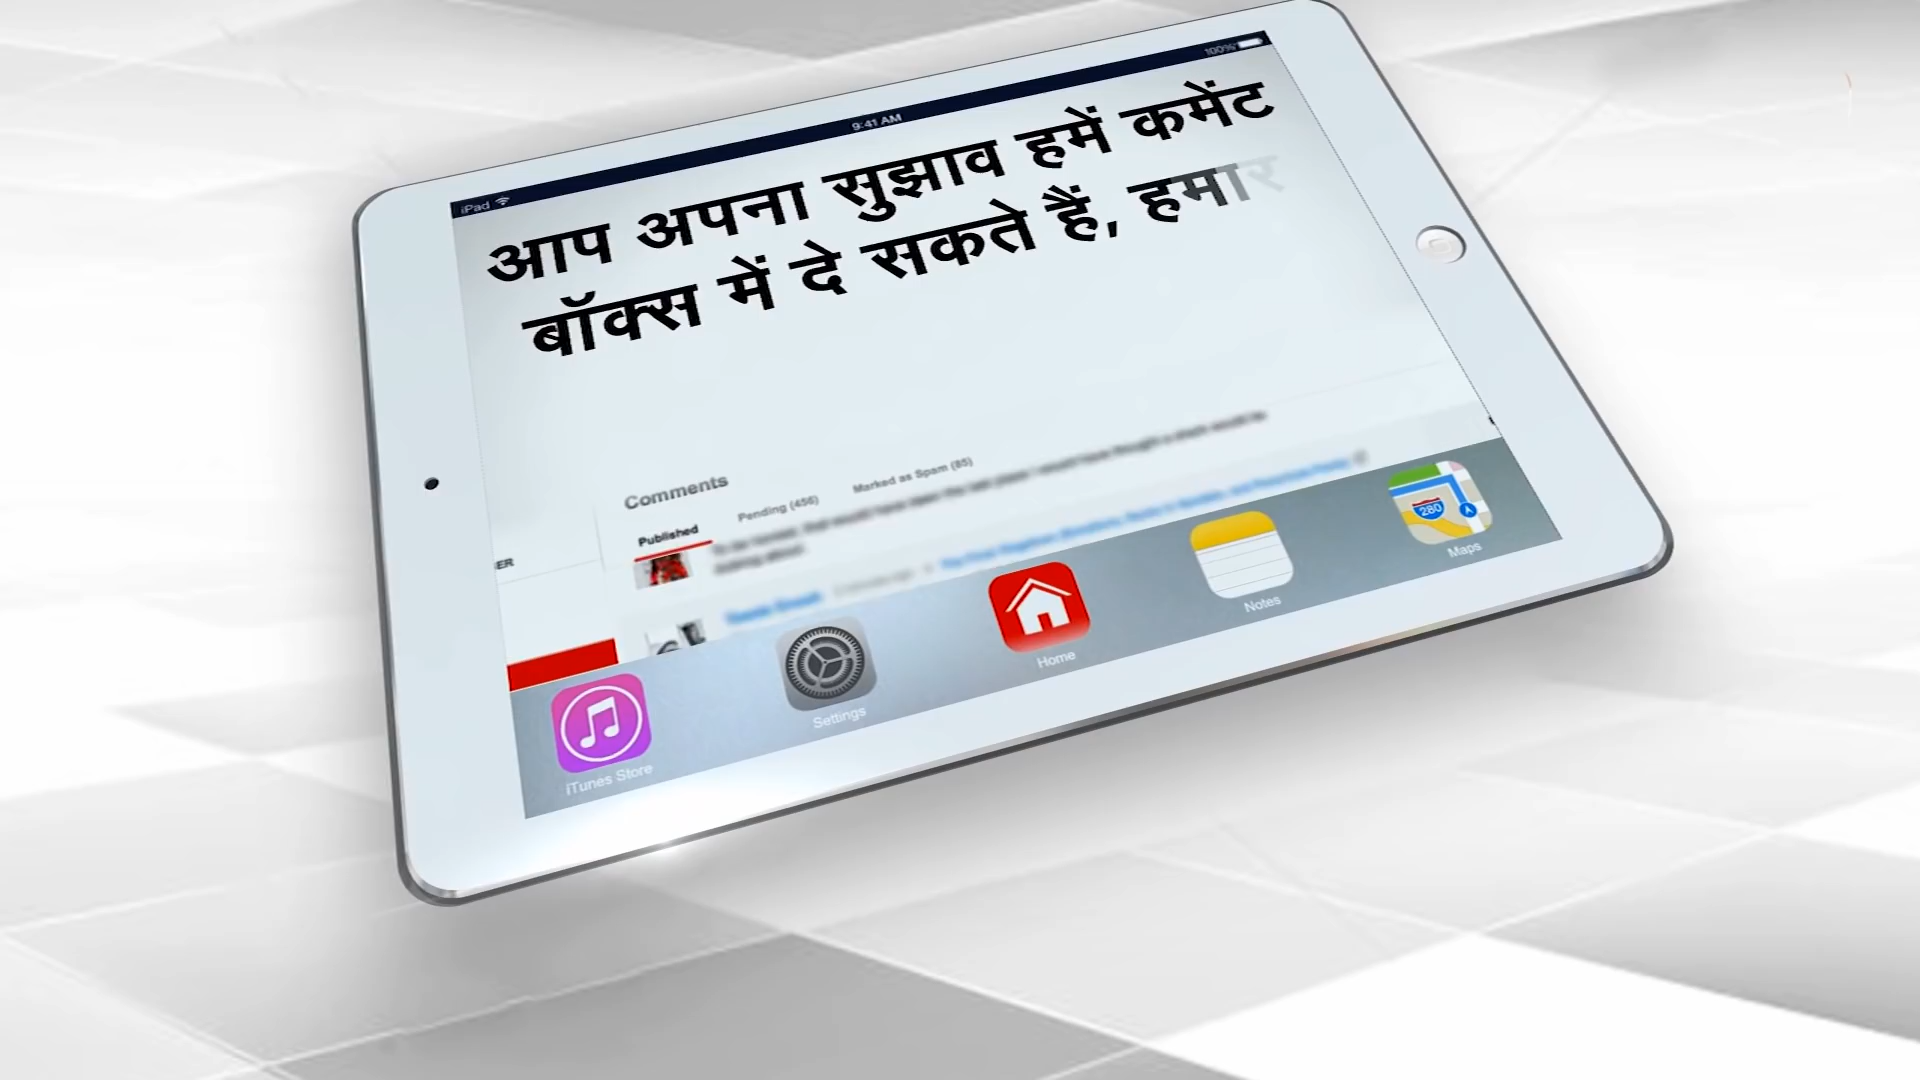 iPad
9:41 AM
100%
आप अपना सुझाव हमें कमेंट
बॉक्स में दे सकते हैं, हमार
Comments
Published
Pending (456)
Marked as Spam (85)
iTunes Store
Settings
Home
Notes
280
Maps